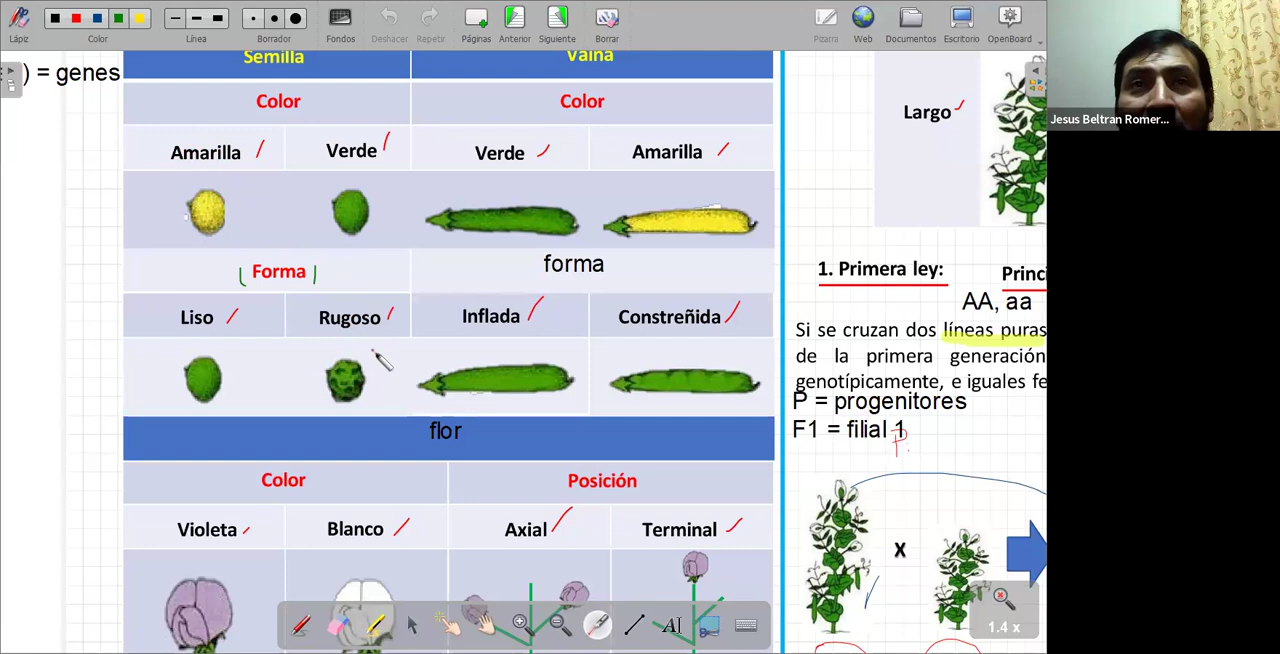 Lápiz
Color
Línea
Borrador
Fondos
Deshacer
Repetir
Páginas
Anterior
Siguiente
Borrar
Pizarra
Web
Documentos
Escritorio
OpenBoard
) = genes
Semilla
Vaina
Color
Color
Amarilla
Verde
Verde
Amarilla
Forma
forma
Liso
Rugoso
Inflada
Constreñida
flor
Color
Posición
Violeta
Blanco
Axial
Terminal
Largo
1. Primera ley:
Princi
AA, aa
Si se cruzan dos líneas puras
de la primera generación
genotípicamente, e iguales fe
P = progenitores
F1 = filial 1
P.
X
1.4 x
Jesus Beltran Romer...